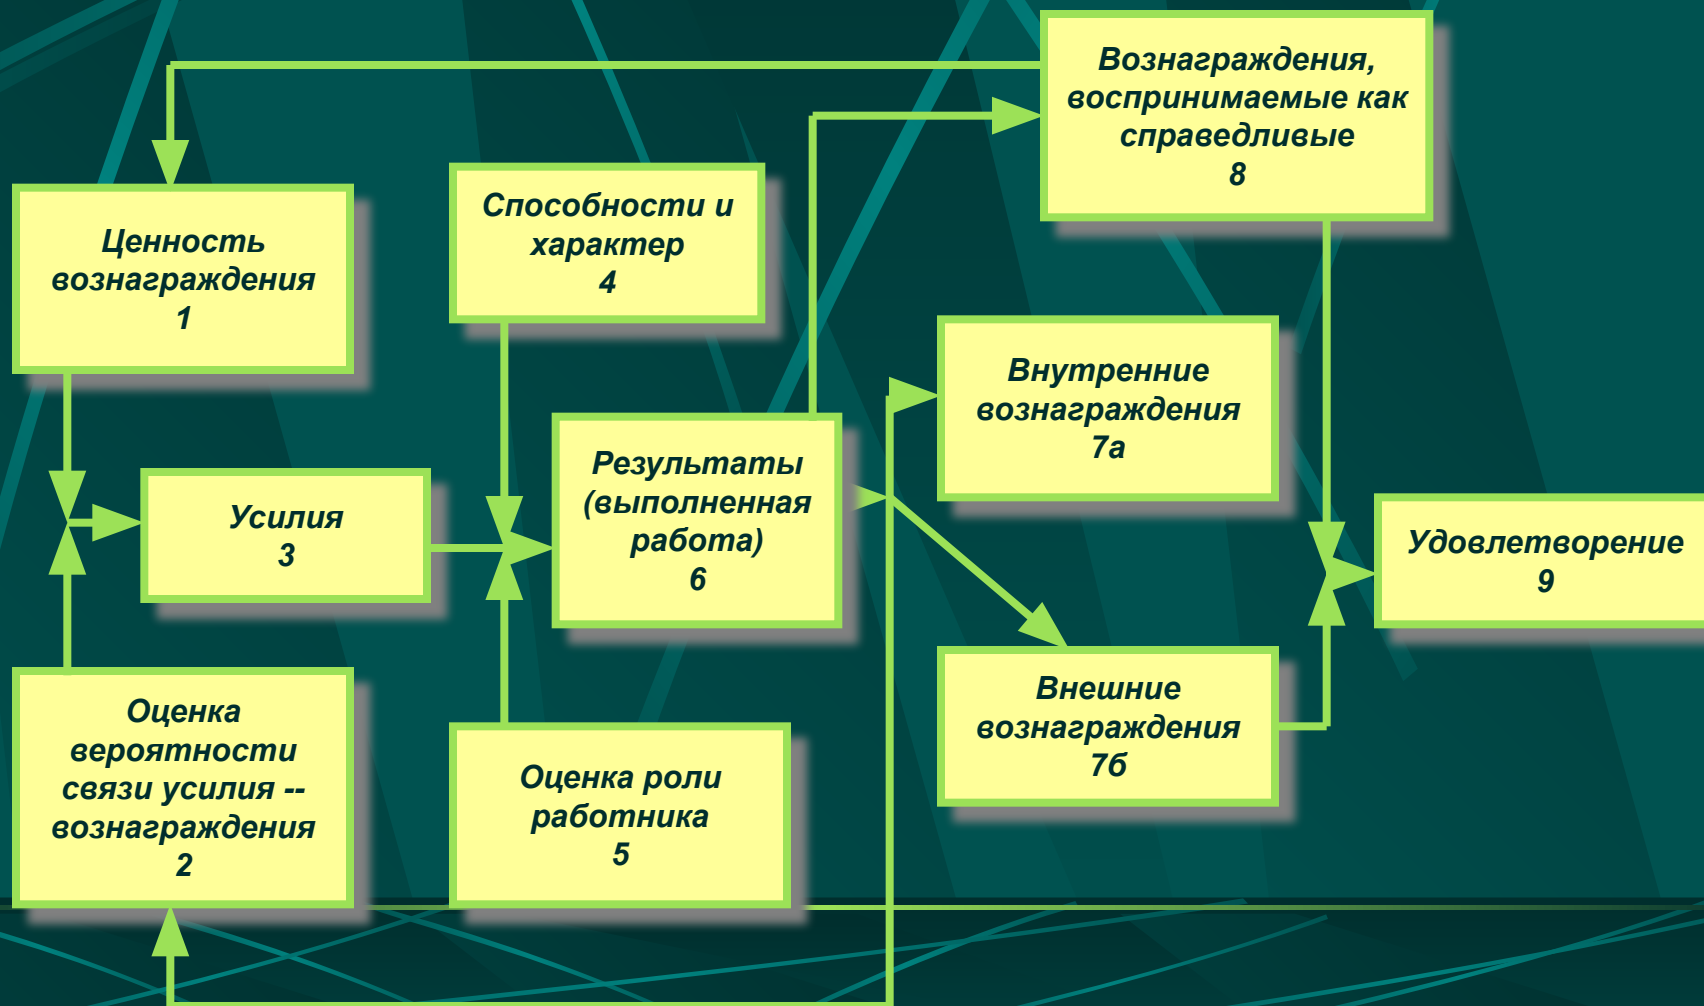 Вознаграждения,
воспринимаемые как
справедливые
8
Ценность
вознаграждения
1
Способности и
характер
4
Внутренние
вознаграждения
7а
Результаты
(выполненная
работа)
6
Усилия
3
Удовлетворение
9
Оценка
вероятности
связи усилия --
вознаграждения
2
Оценка роли
работника
5
Внешние
вознаграждения
7б